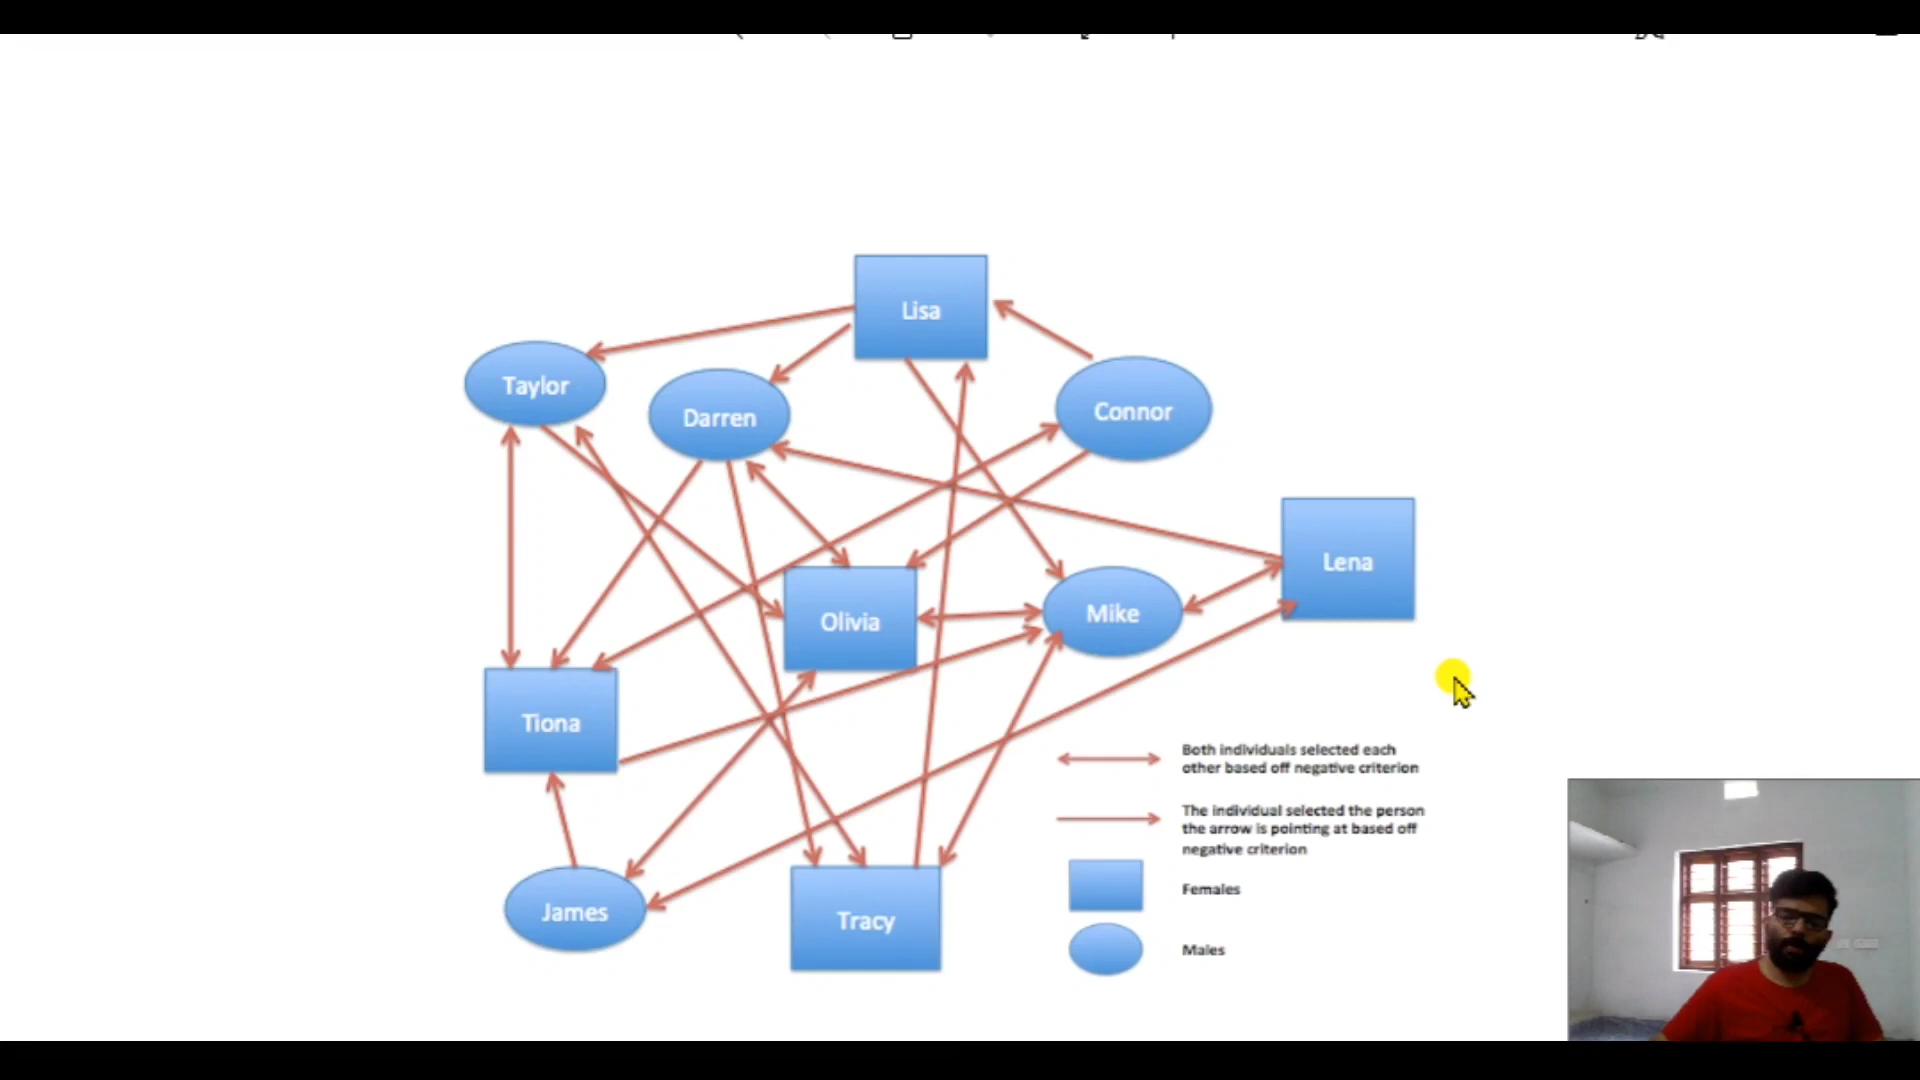 Lisa
Taylor
Darren
Connor
Lena
Olivia
Mike
Tiona
James
Tracy
Both individuals selected each
other based off negative criterion
The individual selected the person
the arrow is pointing at based off
negative criterion
Females
Males